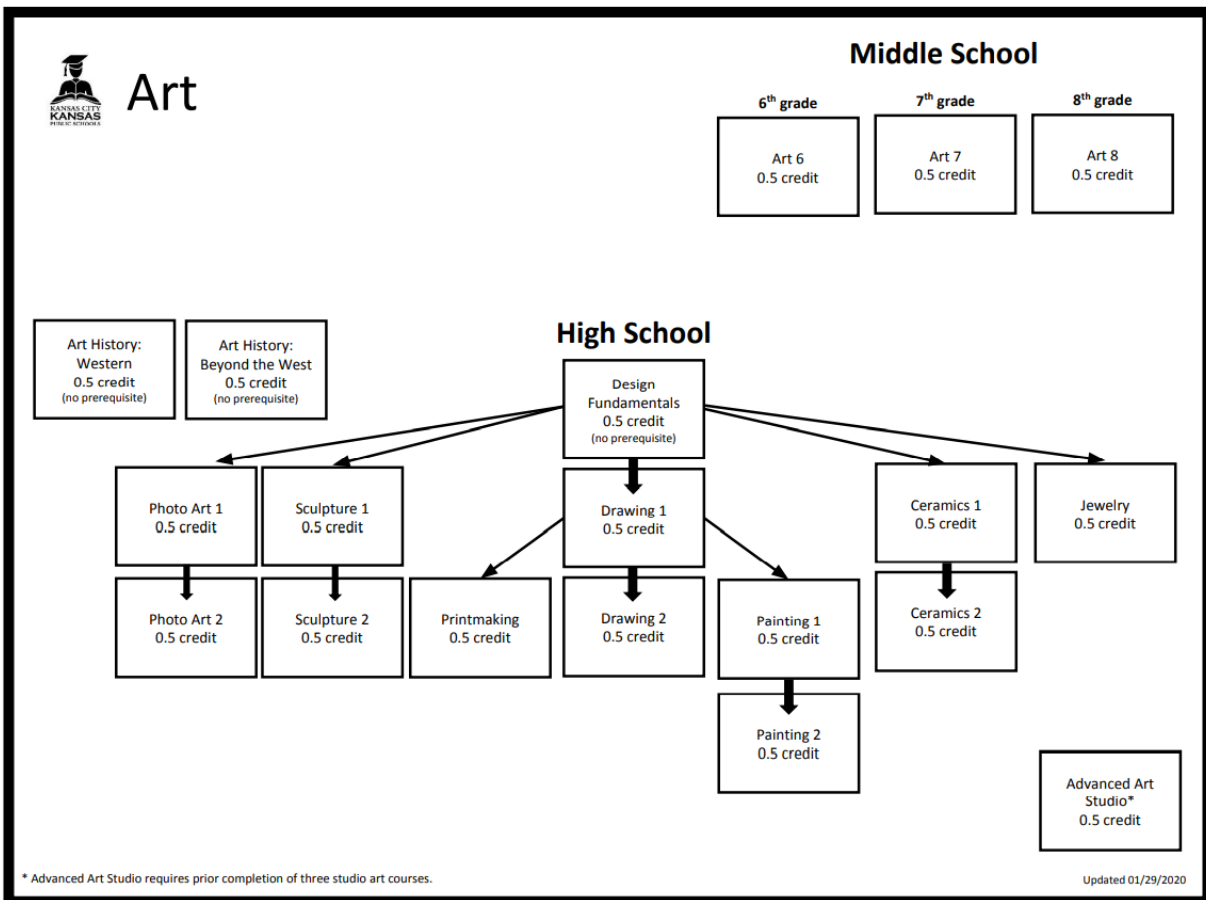 KANSAS CITY
KANSAS
PUBLIC SCHOOLS
Art
Middle School
6th grade
7th grade
8th grade
Art 6
0.5 credit
Art 7
0.5 credit
Art 8
0.5 credit
High School
Art History:
Western
0.5 credit
(no prerequisite)
Art History:
Beyond the West
0.5 credit
(no prerequisite)
Design
Fundamentals
0.5 credit
(no prerequisite)
Photo Art 1
0.5 credit
Sculpture 1
0.5 credit
Drawing 1
0.5 credit
Ceramics 1
0.5 credit
Jewelry
0.5 credit
Photo Art 2
0.5 credit
Sculpture 2
0.5 credit
Printmaking
0.5 credit
Drawing 2
0.5 credit
Painting 1
0.5 credit
Ceramics 2
0.5 credit
Painting 2
0.5 credit
Advanced Art
Studio*
0.5 credit
* Advanced Art Studio requires prior completion of three studio art courses.
Updated 01/29/2020